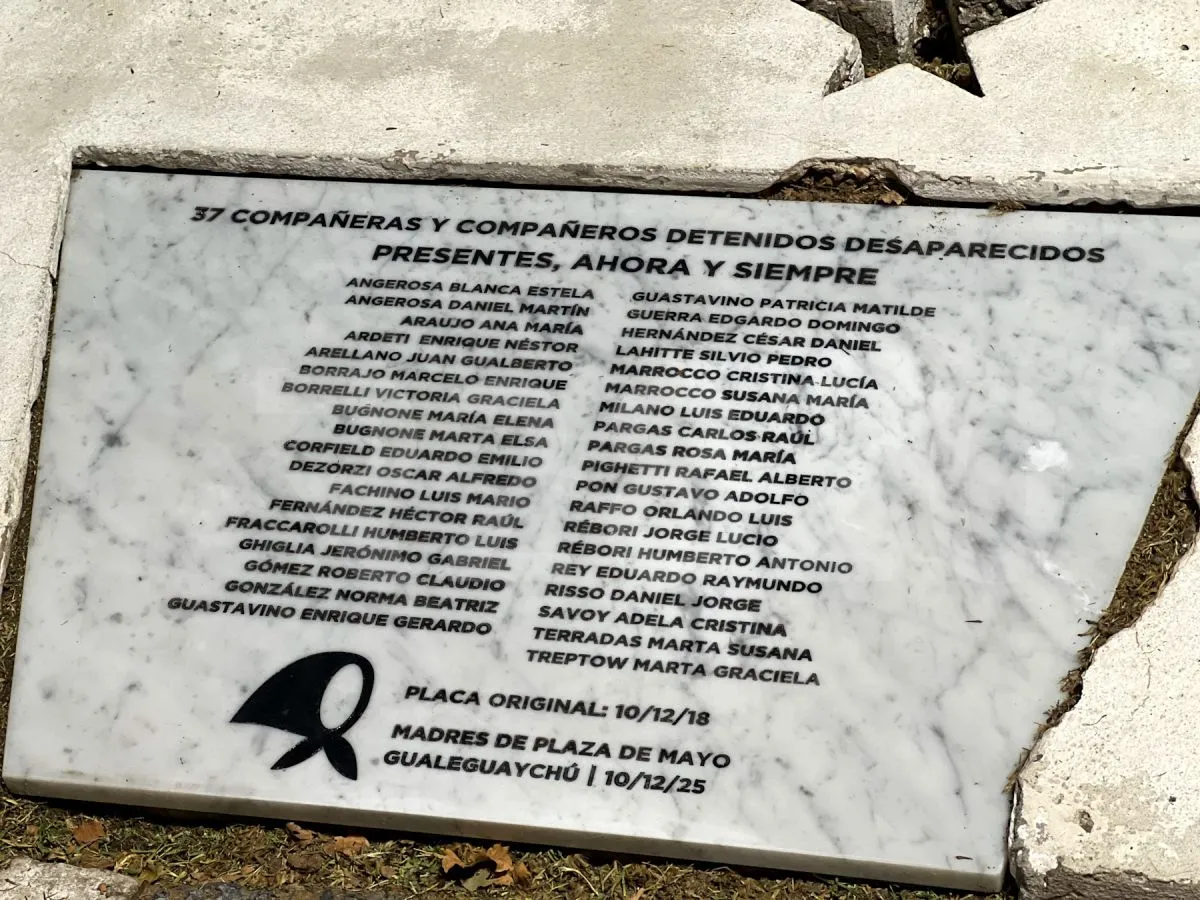 37 COMPAÑERAS Y COMPAÑEROS DETENIDOS DESAPARECIDOS
PRESENTES, AHORA Y SIEMPRE
ANGEROSA BLANCA ESTELA
ANGEROSA DANIEL MARTÍN
ARAUJO ANA MARÍA
ARDETI ENRIQUE NÉSTOR
ARELLANO JUAN GUALBERTO
BORRAJO MARCELO ENRIQUE
BORRELLI VICTORIA GRACIELA
BUGNONE MARÍA ELENA
BUGNONE MARTA ELSA
CORFIELD EDUARDO EMILIO
DEZORZI OSCAR ALFREDO
FACHINO LUIS MARIO
FERNÁNDEZ HÉCTOR RAÚL
FRACCAROLLI HUMBERTO LUIS
GHIGLIA JERÓNIMO GABRIEL
GÓMEZ ROBERTO CLAUDIO
GONZÁLEZ NORMA BEATRIZ
GUASTAVINO ENRIQUE GERARDO
GUASTAVINO PATRICIA MATILDE
GUERRA EDGARDO DOMINGO
HERNÁNDEZ CÉSAR DANIEL
LAHITTE SILVIO PEDRO
MARROCCO CRISTINA LUCÍA
MARROCCO SUSANA MARÍA
MILANO LUIS EDUARDO
PARGAS CARLOS RAÚL
PARGAS ROSA MARÍA
PIGHETTI RAFAEL ALBERTO
PON GUSTAVO ADOLFO
RAFFO ORLANDO LUIS
RÉBORI JORGE LUCIO
RÉBORI HUMBERTO ANTONIO
REY EDUARDO RAYMUNDO
RISSO DANIEL JORGE
SAVOY ADELA CRISTINA
TERRADAS MARTA SUSANA
TREPTOW MARTA GRACIELA
PLACA ORIGINAL: 10/12/18
MADRES DE PLAZA DE MAYO
GUALEGUAYCHÚ | 10/12/25